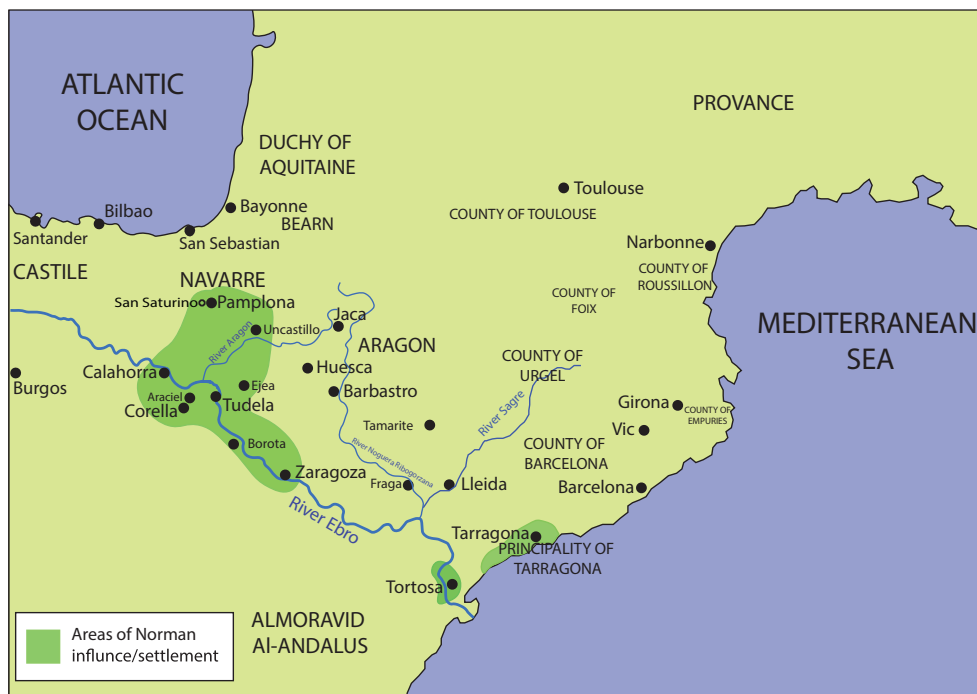 ATLANTIC
OCEAN
PROVANCE
DUCHY OF
AQUITAINE
Toulouse
Bayonne
COUNTY OF TOULOUSE
Bilbao
BEARN
Santander
San Sebastian
Narbonne
CASTILE
NAVARRE
COUNTY OF
ROUSSILLON
San Saturino
Pamplona
COUNTY OF
FOIX
Jaca
Uncastillo
River Aragon
ARAGON
MEDITERRANEAN
SEA
Huesca
COUNTY OF
URGEL
Calahorra
Burgos
Ejea
Barbastro
Araciel
Tudela
Corella
Girona
COUNTY OF
EMPURIES
River Sagre
Tamarite
Vic
Borota
River Noguera Ribogorzana
COUNTY OF
BARCELONA
Zaragoza
Fraga
Lleida
Barcelona
River Ebro
Tarragona
PRINCIPALITY OF
TARRAGONA
Tortosa
ALMORAVID
Al-ANDALUS
Areas of Norman
influnce/settlement